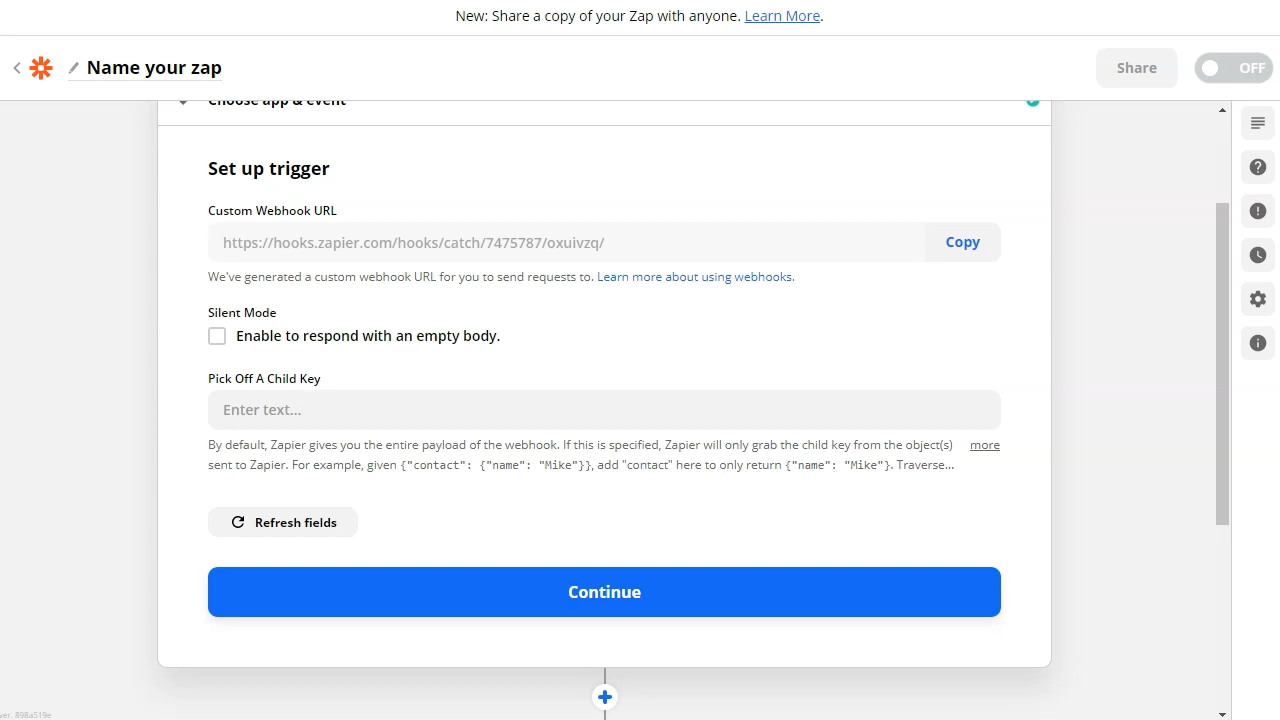 New: Share a copy of your Zap with anyone. Learn More.
Name your zap
Share
OFF
Choose app & event
Set up trigger
Custom Webhook URL
https://hooks.zapier.com/hooks/catch/7475787/oxuivzq/
Copy
We've generated a custom webhook URL for you to send requests to. Learn more about using webhooks.
Silent Mode
Enable to respond with an empty body.
Pick Off A Child Key
Enter text...
By default, Zapier gives you the entire payload of the webhook. If this is specified, Zapier will only grab the child key from the object(s) more
sent to Zapier. For example, given {"contact": {"name": "Mike"}}, add "contact" here to only return {"name": "Mike"}. Traverse...
Refresh fields
Continue
ver. 898a519e